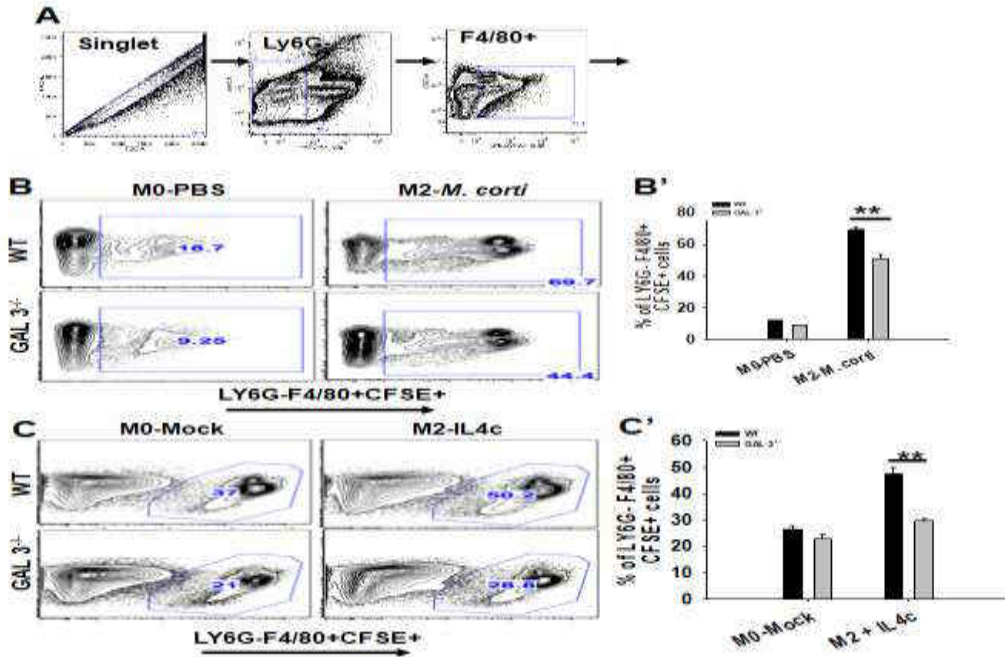 A
Singlet
Ly6G
F4/80+
B
M0-PBS
M2-M. corti
WT
16.7
69.7
GAL 3-/-
9.25
44.4
LY6G-F4/80+CFSE+
B'
WT
GAL-3-
**
% of LY6G- F4/80+
CFSE+ cells
80
60
40
20
0
M0-PBS
M2-M. corti
C
M0-Mock
M2-IL4c
WT
37
50.2
GAL 3-/-
21
28.8
LY6G-F4/80+CFSE+
C'
WT
GAL-3-
**
% of LY6G- F4/80+
CFSE+ cells
60
50
40
30
20
10
0
M0-Mock
M2 + IL4c